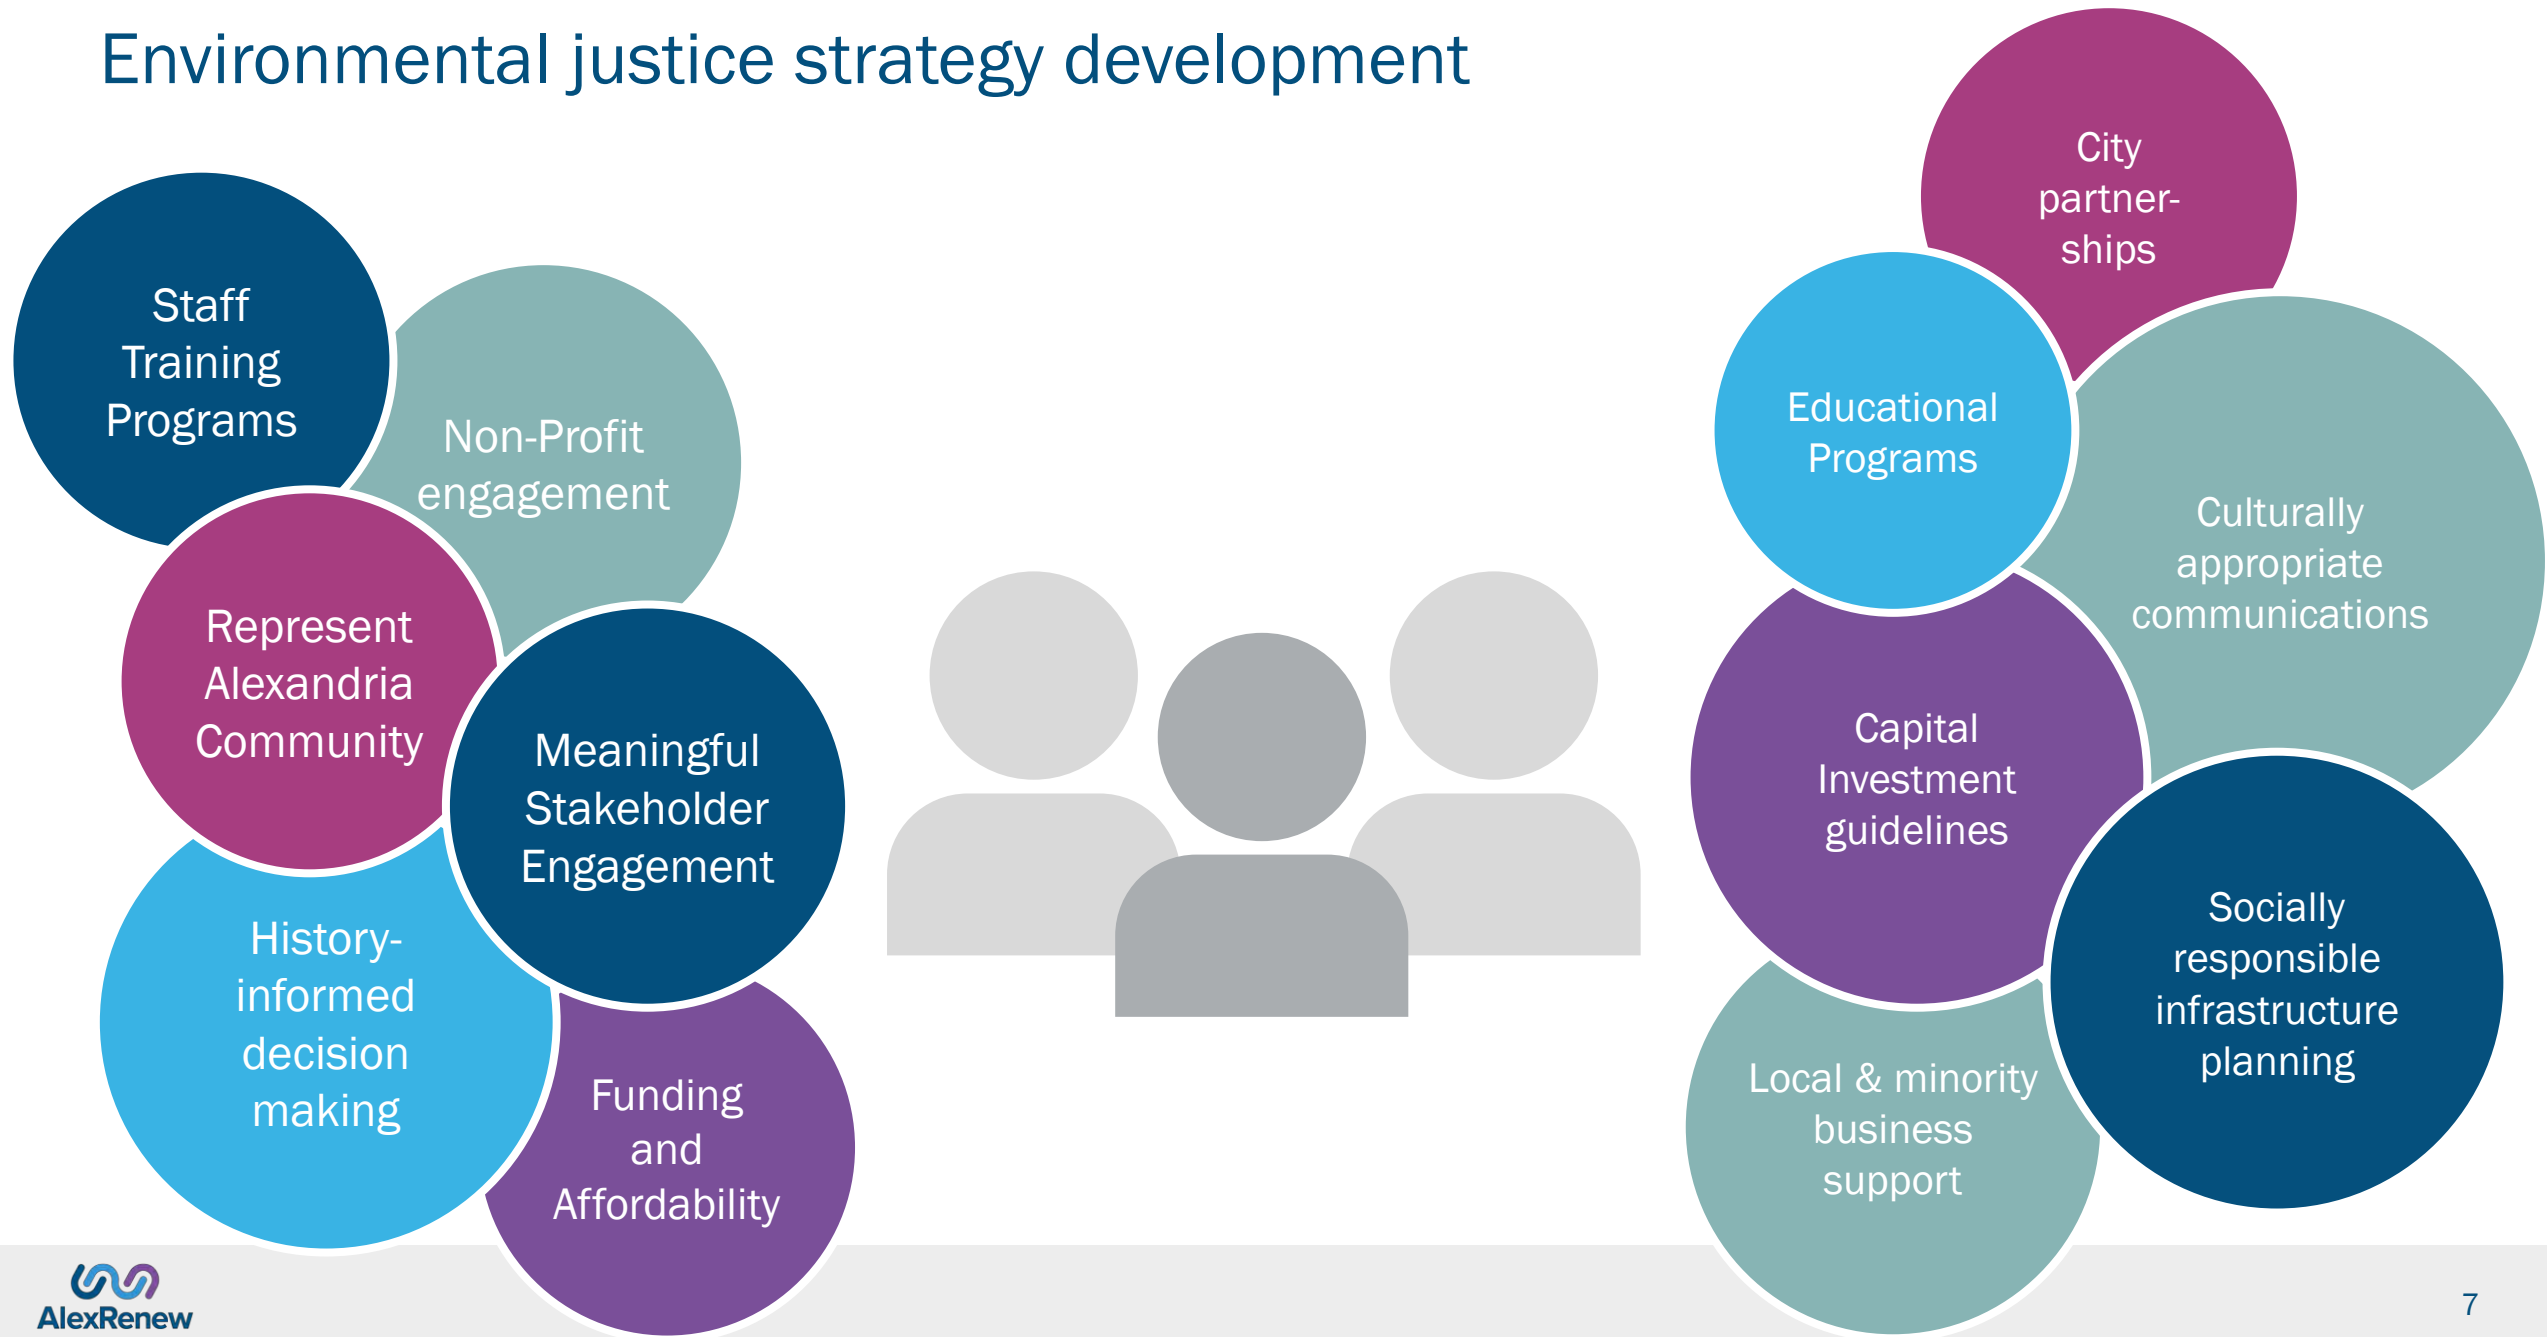 Environmental justice strategy development
Staff
Training
Programs
Non-Profit
engagement
Represent
Alexandria
Community
Meaningful
Stakeholder
Engagement
History-
informed
decision
making
Funding
and
Affordability
City
partner-
ships
Educational
Programs
Culturally
appropriate
communications
Capital
Investment
guidelines
Socially
responsible
infrastructure
planning
Local & minority
business
support
AlexRenew
7